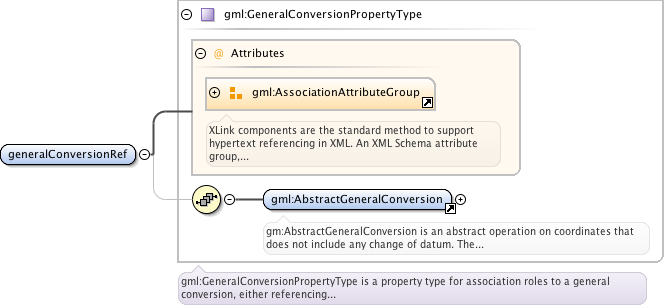 gml:GeneralConversionPropertyType
@ Attributes
gml:AssociationAttributeGroup
XLink components are the standard method to support
hypertext referencing in XML. An XML Schema attribute
group,...
generalConversionRef
gml:AbstractGeneralConversion
gm:AbstractGeneralConversion is an abstract operation on coordinates that
does not include any change of datum. The...
gml:GeneralConversionPropertyType is a property type for association roles to a general
conversion, either referencing...